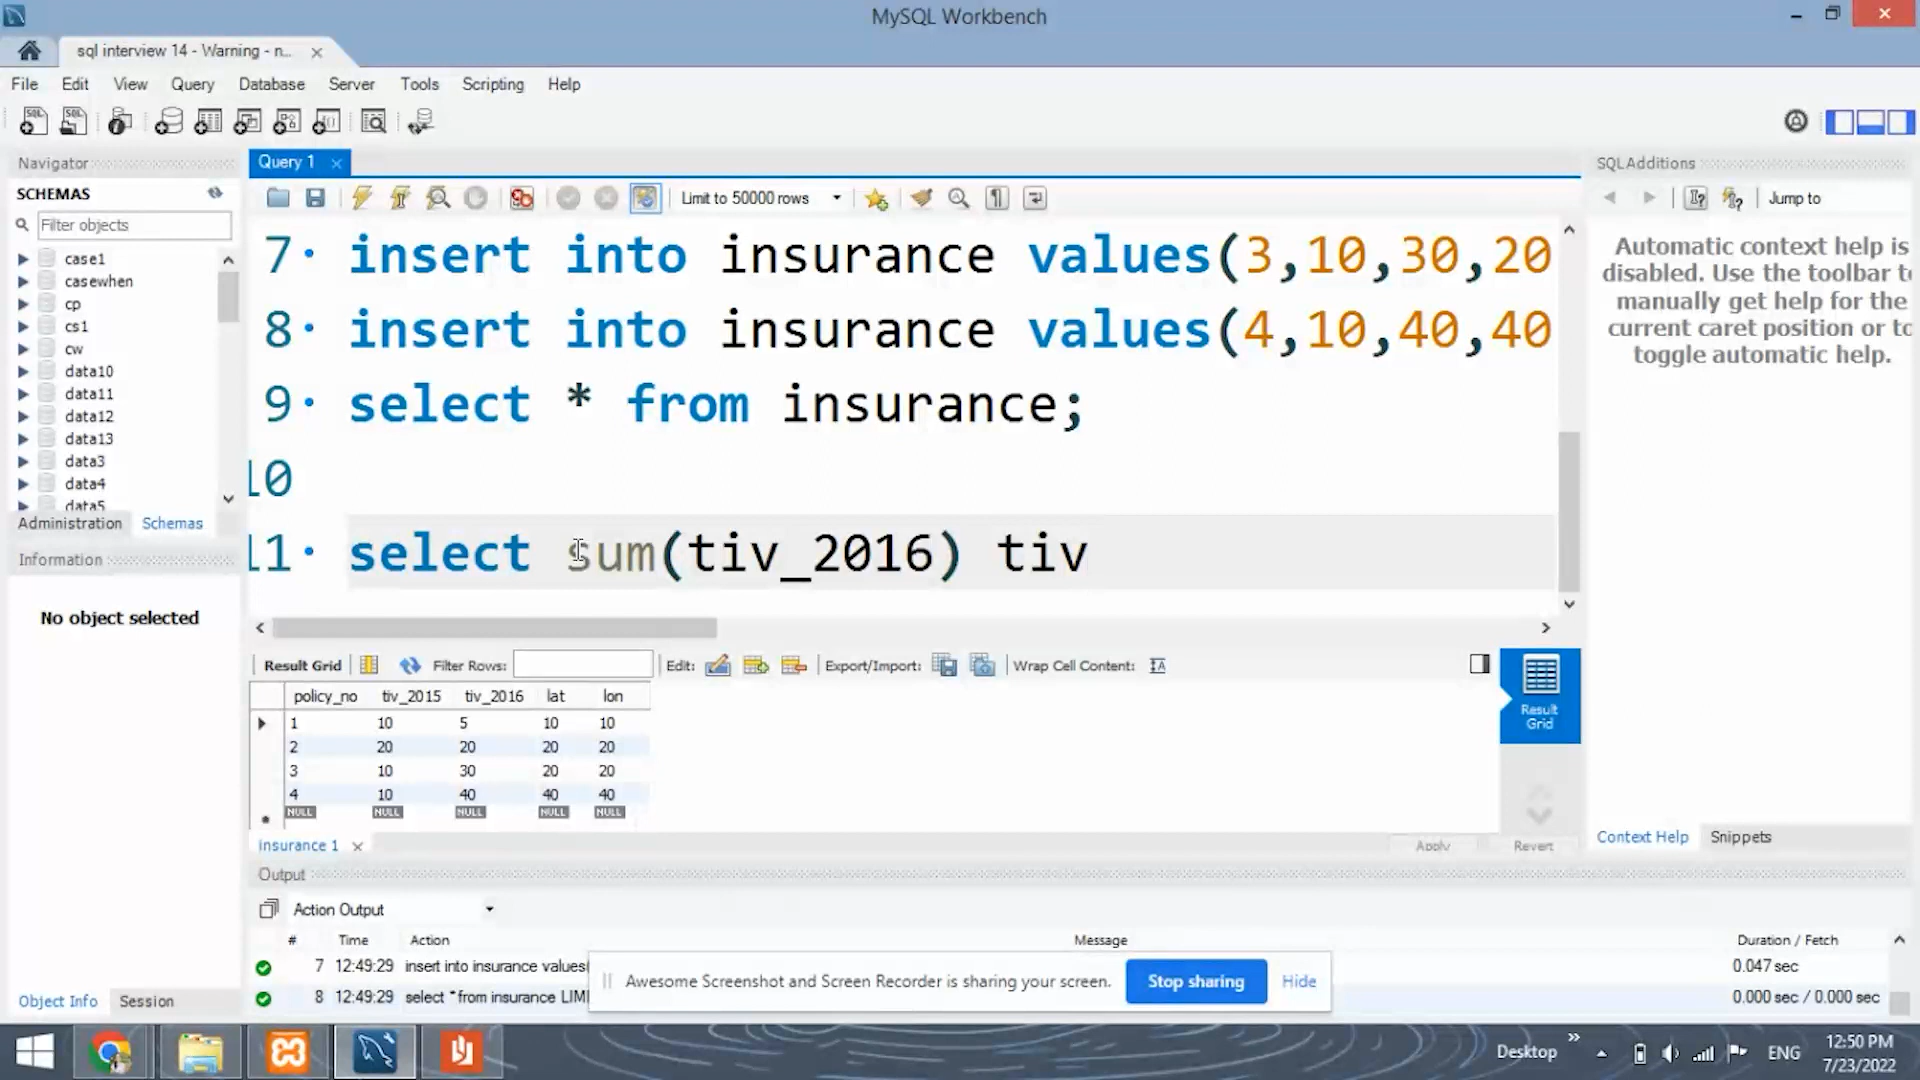 MySQL Workbench
sql interview 14 - Warning - n...
File Edit View Query Database Server Tools Scripting Help
Navigator
SCHEMAS
Filter objects
case1
casewhen
cp
cs1
cw
data10
data11
data12
data13
data3
data4
data5
Administration Schemas
Information
No object selected
Object Info Session
Query 1
Limit to 50000 rows
7 insert into insurance values(3,10,30,20
8 insert into insurance values(4,10,40,40
9 select * from insurance;
10
11 select sum(tiv_2016) tiv
Result Grid Filter Rows: Edit: Export/Import: Wrap Cell Content:
policy_no tiv_2015 tiv_2016 lat lon
1 10 5 10 10
2 20 20 20 20
3 10 30 20 20
4 10 40 40 40
NULL NULL NULL NULL NULL
Result
Grid
insurance 1
Apply Revert
Output
Action Output
# Time Action Message Duration / Fetch
7 12:49:29 insert into insurance values( 0.047 sec
8 12:49:29 select * from insurance LIMI 0.000 sec / 0.000 sec
SQLAdditions
Jump to
Automatic context help is
disabled. Use the toolbar to
manually get help for the
current caret position or to
toggle automatic help.
Context Help Snippets
Awesome Screenshot and Screen Recorder is sharing your screen. Stop sharing Hide
Desktop ENG 12:50 PM
7/23/2022